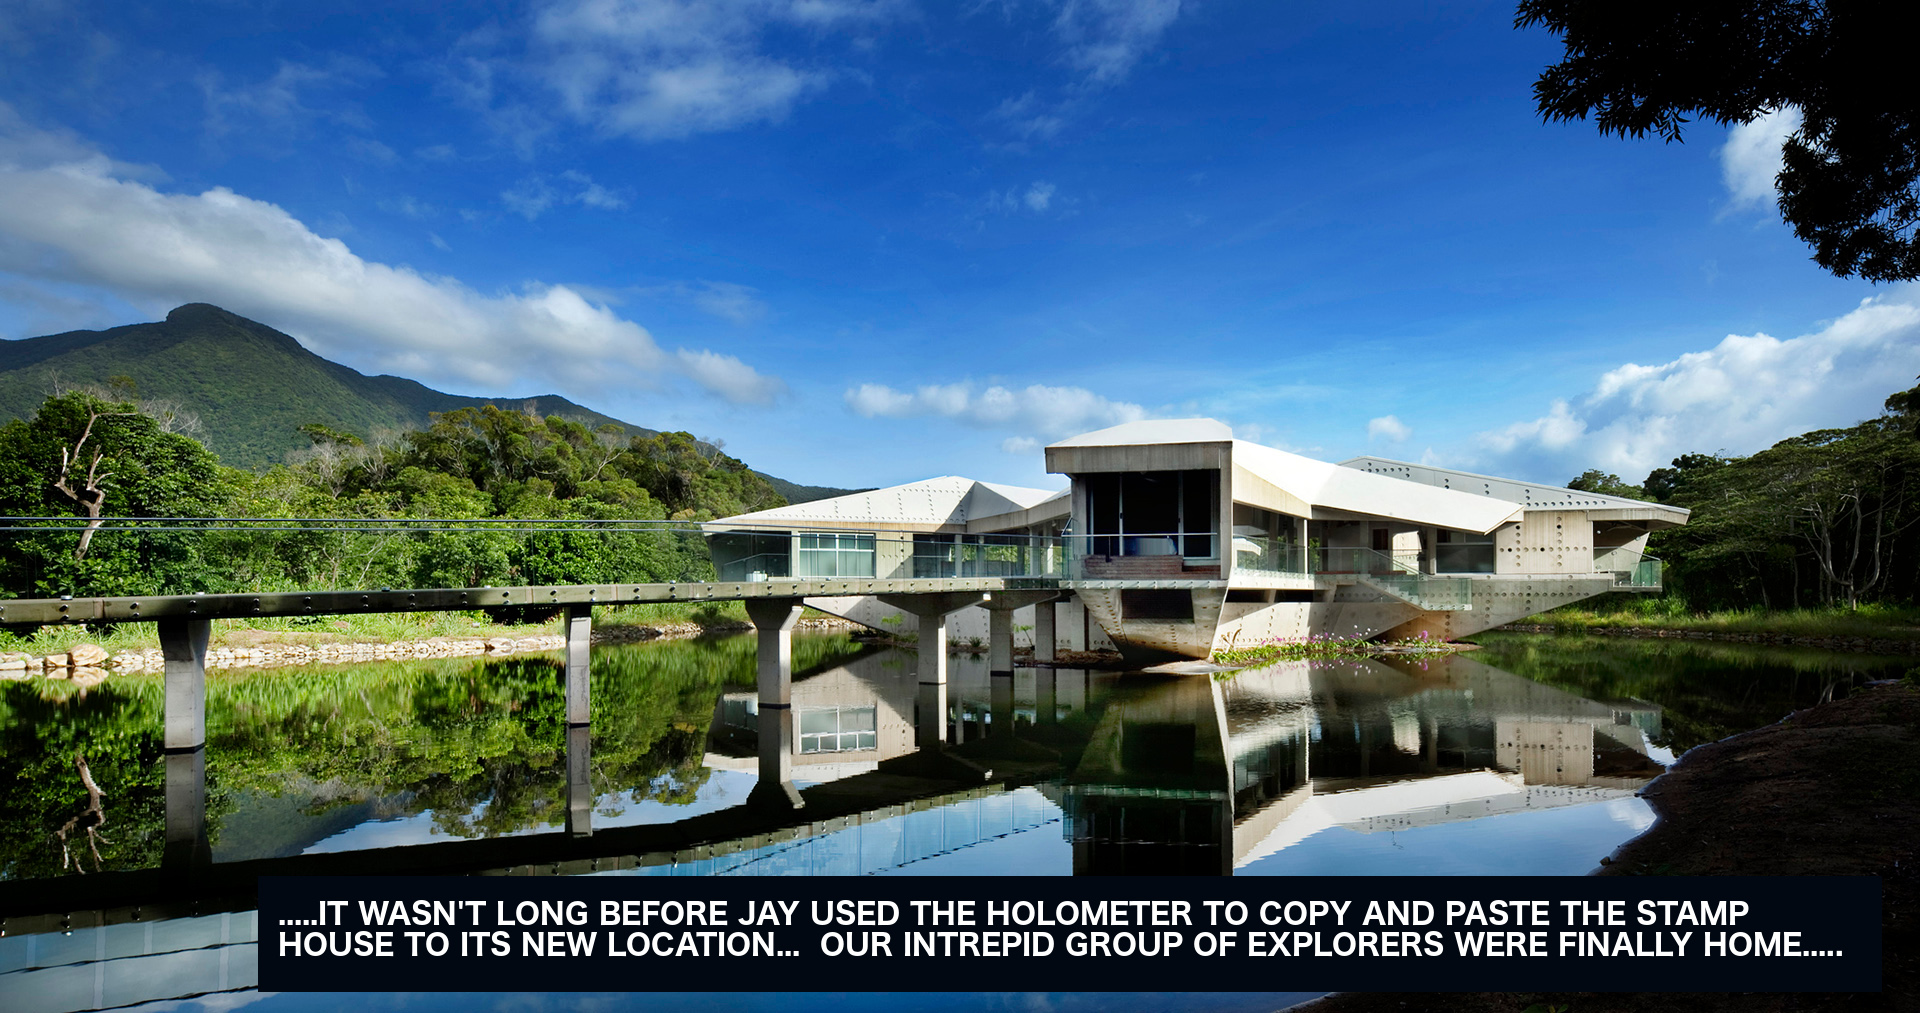 .....IT WASN'T LONG BEFORE JAY USED THE HOLOMETER TO COPY AND PASTE THE STAMP
HOUSE TO ITS NEW LOCATION...  OUR INTREPID GROUP OF EXPLORERS WERE FINALLY HOME.....